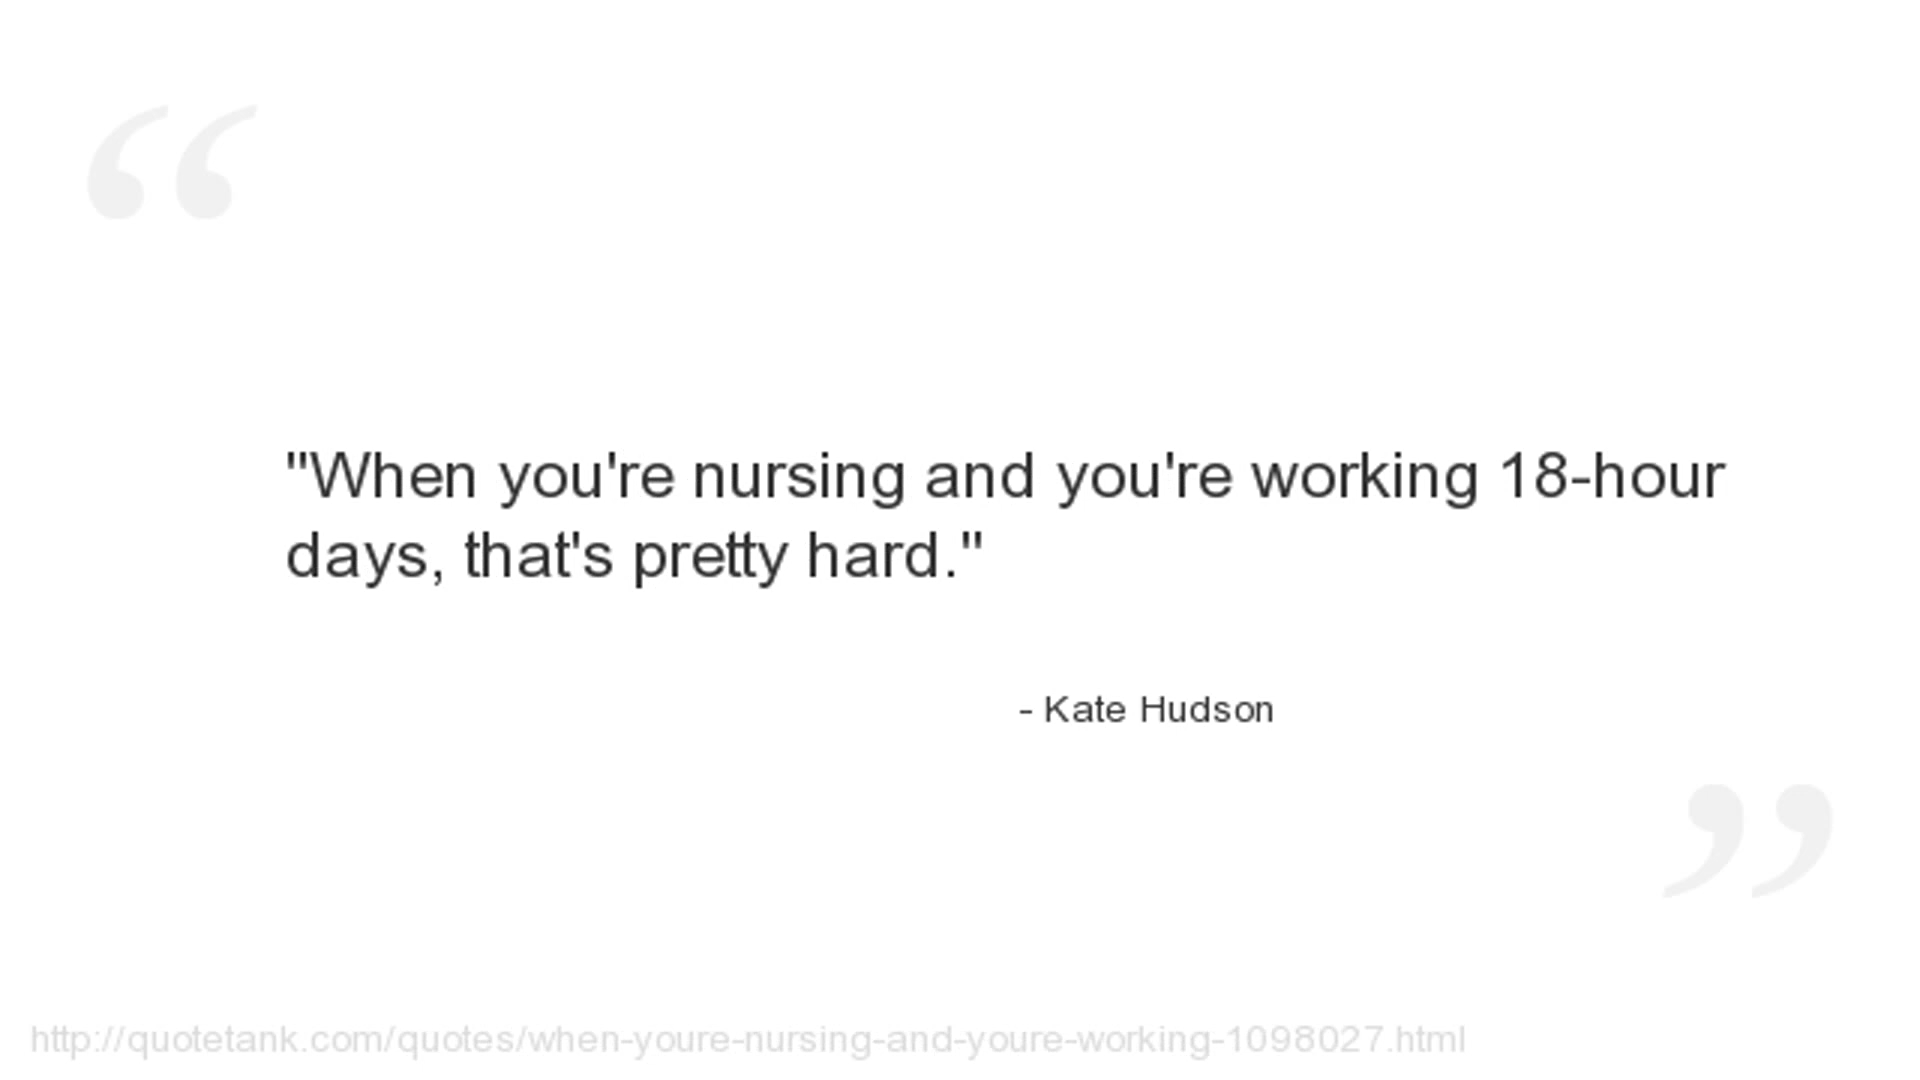 "When you're nursing and you're working 18-hour
days, that's pretty hard."
- Kate Hudson
http://quotetank.com/quotes/when-youre-nursing-and-youre-working-1098027.html